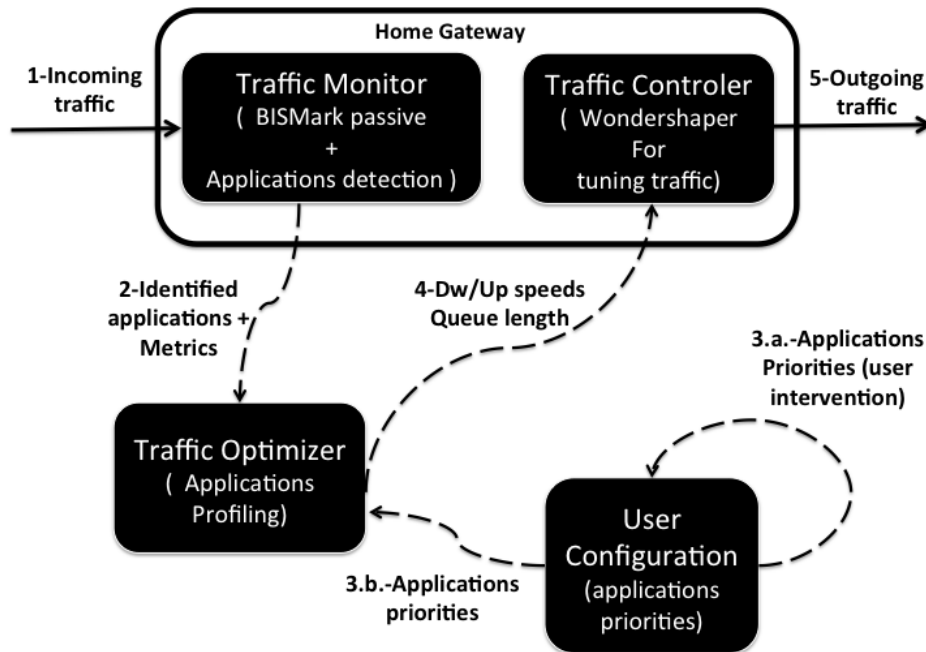 Home Gateway
1-Incoming
traffic
Traffic Monitor
( BISMark passive
+
Applications detection )
Traffic Controler
( Wondershaper
For
tuning traffic)
5-Outgoing
traffic
2-Identified
applications +
Metrics
4-Dw/Up speeds
Queue length
3.a.-Applications
Priorities (user
intervention)
Traffic Optimizer
( Applications
Profiling)
3.b.-Applications
priorities
User
Configuration
(applications
priorities)